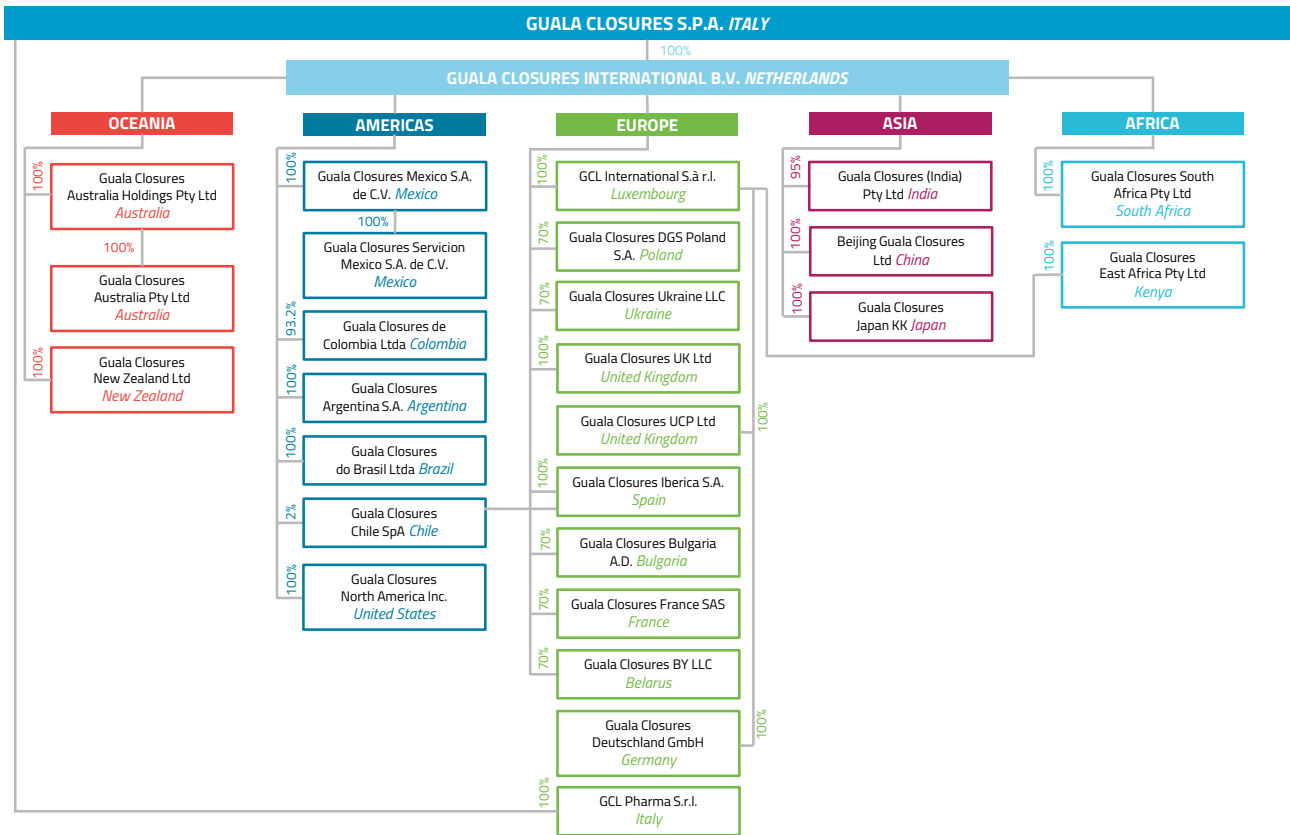 GUALA CLOSURES S.P.A. ITALY
100%
GUALA CLOSURES INTERNATIONAL B.V. NETHERLANDS
OCEANIA
100%
Guala Closures
Australia Holdings Pty Ltd
Australia
100%
Guala Closures
Australia Pty Ltd
Australia
100%
Guala Closures
New Zealand Ltd
New Zealand
AMERICAS
100%
Guala Closures Mexico S.A.
de C.V. Mexico
100%
Guala Closures Servicion
Mexico S.A. de C.V.
Mexico
93.2%
Guala Closures de
Colombia Ltda Colombia
100%
Guala Closures
Argentina S.A. Argentina
100%
Guala Closures
do Brasil Ltda Brazil
2%
Guala Closures
Chile SpA Chile
100%
Guala Closures
North America Inc.
United States
EUROPE
100%
GCL International S.à r.l.
Luxembourg
70%
Guala Closures DGS Poland
S.A. Poland
70%
Guala Closures Ukraine LLC
Ukraine
100%
Guala Closures UK Ltd
United Kingdom
Guala Closures UCP Ltd
United Kingdom
100%
100%
Guala Closures Iberica S.A.
Spain
70%
Guala Closures Bulgaria
A.D. Bulgaria
70%
Guala Closures France SAS
France
70%
Guala Closures BY LLC
Belarus
Guala Closures
Deutschland GmbH
Germany
100%
100%
GCL Pharma S.r.l.
Italy
ASIA
95%
Guala Closures (India)
Pty Ltd India
100%
Beijing Guala Closures
Ltd China
100%
Guala Closures
Japan KK Japan
AFRICA
100%
Guala Closures South
Africa Pty Ltd
South Africa
100%
Guala Closures
East Africa Pty Ltd
Kenya